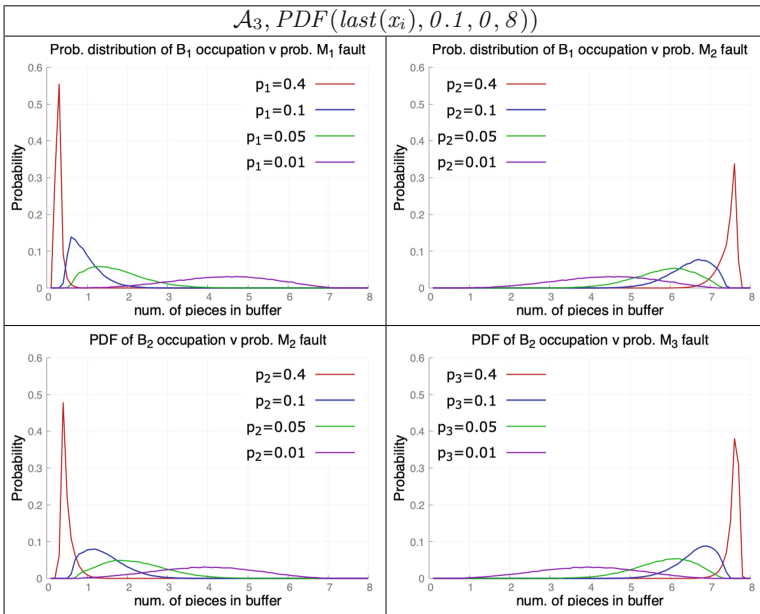 𝒜₃, PDF(last(xᵢ), 0.1, 0, 8))
Prob. distribution of B₁ occupation v prob. M₁ fault
0.6
0.5
0.4
0.3
0.2
0.1
0
Probability
p₁=0.4
p₁=0.1
p₁=0.05
p₁=0.01
0 1 2 3 4 5 6 7 8
num. of pieces in buffer
Prob. distribution of B₁ occupation v prob. M₂ fault
0.6
0.5
0.4
0.3
0.2
0.1
0
Probability
p₂=0.4
p₂=0.1
p₂=0.05
p₂=0.01
0 1 2 3 4 5 6 7 8
num. of pieces in buffer
PDF of B₂ occupation v prob. M₂ fault
0.6
0.5
0.4
0.3
0.2
0.1
0
Probability
p₂=0.4
p₂=0.1
p₂=0.05
p₂=0.01
0 1 2 3 4 5 6 7 8
num. of pieces in buffer
PDF of B₂ occupation v prob. M₃ fault
0.6
0.5
0.4
0.3
0.2
0.1
0
Probability
p₃=0.4
p₃=0.1
p₃=0.05
p₃=0.01
0 1 2 3 4 5 6 7 8
num. of pieces in buffer